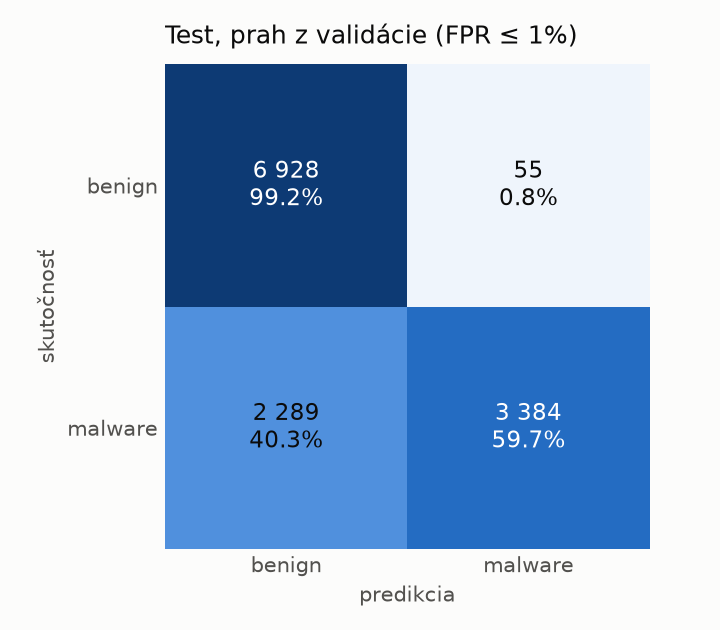 Test, prah z validácie (FPR ≤ 1%)
benign
6 928
99.2%
55
0.8%
skutočnosť
malware
2 289
40.3%
3 384
59.7%
benign
malware
predikcia